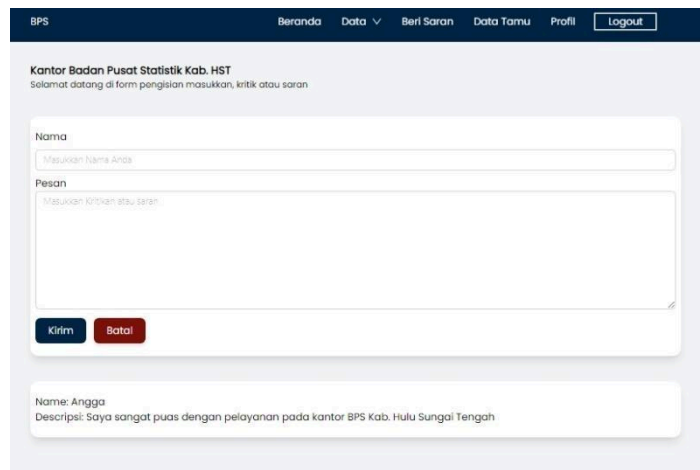 BPS Beranda Data Beri Saran Data Tamu Profil Logout
Kantor Badan Pusat Statistik Kab. HST
Selamat datang di form pengisian masukkan, kritik atau saran
Nama
Masukkan Nama Anda
Pesan
Masukkan Kritikan atau saran
Kirim Batal
Name: Angga
Descripsi: Saya sangat puas dengan pelayanan pada kantor BPS Kab. Hulu Sungai Tengah